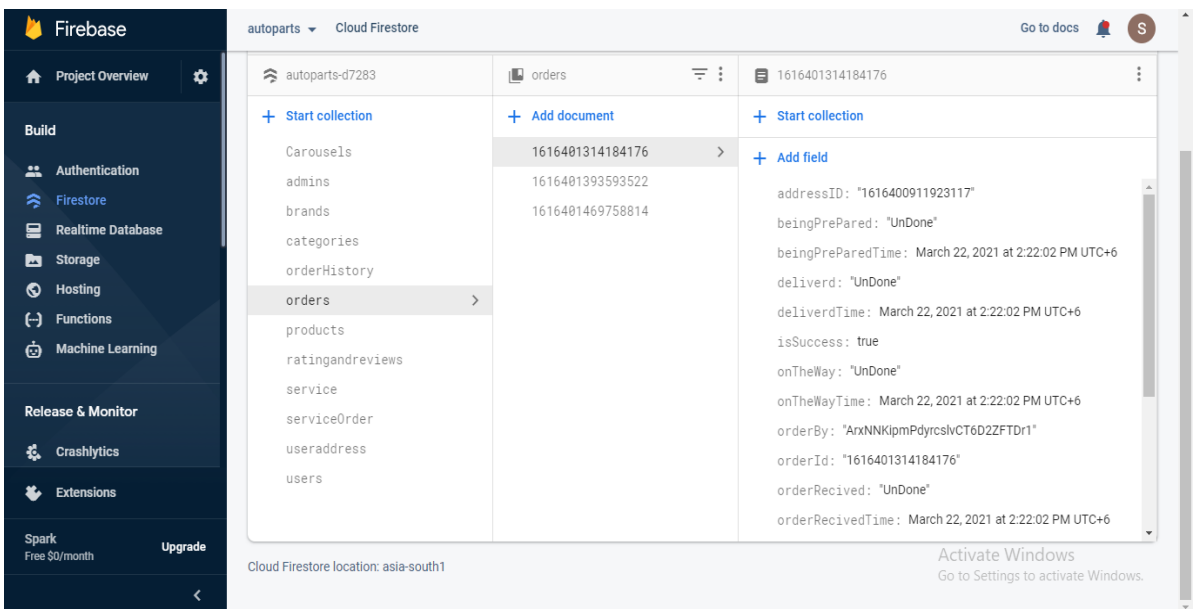 Firebase
autoparts Cloud Firestore Go to docs S
Project Overview
autoparts-d7283
orders
1616401314184176
Start collection
Add document
Start collection
Build
Authentication
Firestore
Realtime Database
Storage
Hosting
Functions
Machine Learning
Release & Monitor
Crashlytics
Extensions
Spark
Free $0/month
Upgrade
Carousels
admins
brands
categories
orderHistory
orders
products
ratingandreviews
service
serviceOrder
useraddress
users
1616401314184176
1616401393593522
1616401469758814
Add field
addressID: "1616400911923117"
beingPrePared: "UnDone"
beingPreParedTime: March 22, 2021 at 2:22:02 PM UTC+6
deliverd: "UnDone"
deliverdTime: March 22, 2021 at 2:22:02 PM UTC+6
isSuccess: true
onTheWay: "UnDone"
onTheWayTime: March 22, 2021 at 2:22:02 PM UTC+6
orderBy: "ArxNNKipmPdyrcslvCT6D2ZFTDr1"
orderId: "1616401314184176"
orderRecived: "UnDone"
orderRecivedTime: March 22, 2021 at 2:22:02 PM UTC+6
Cloud Firestore location: asia-south1
Activate Windows
Go to Settings to activate Windows.